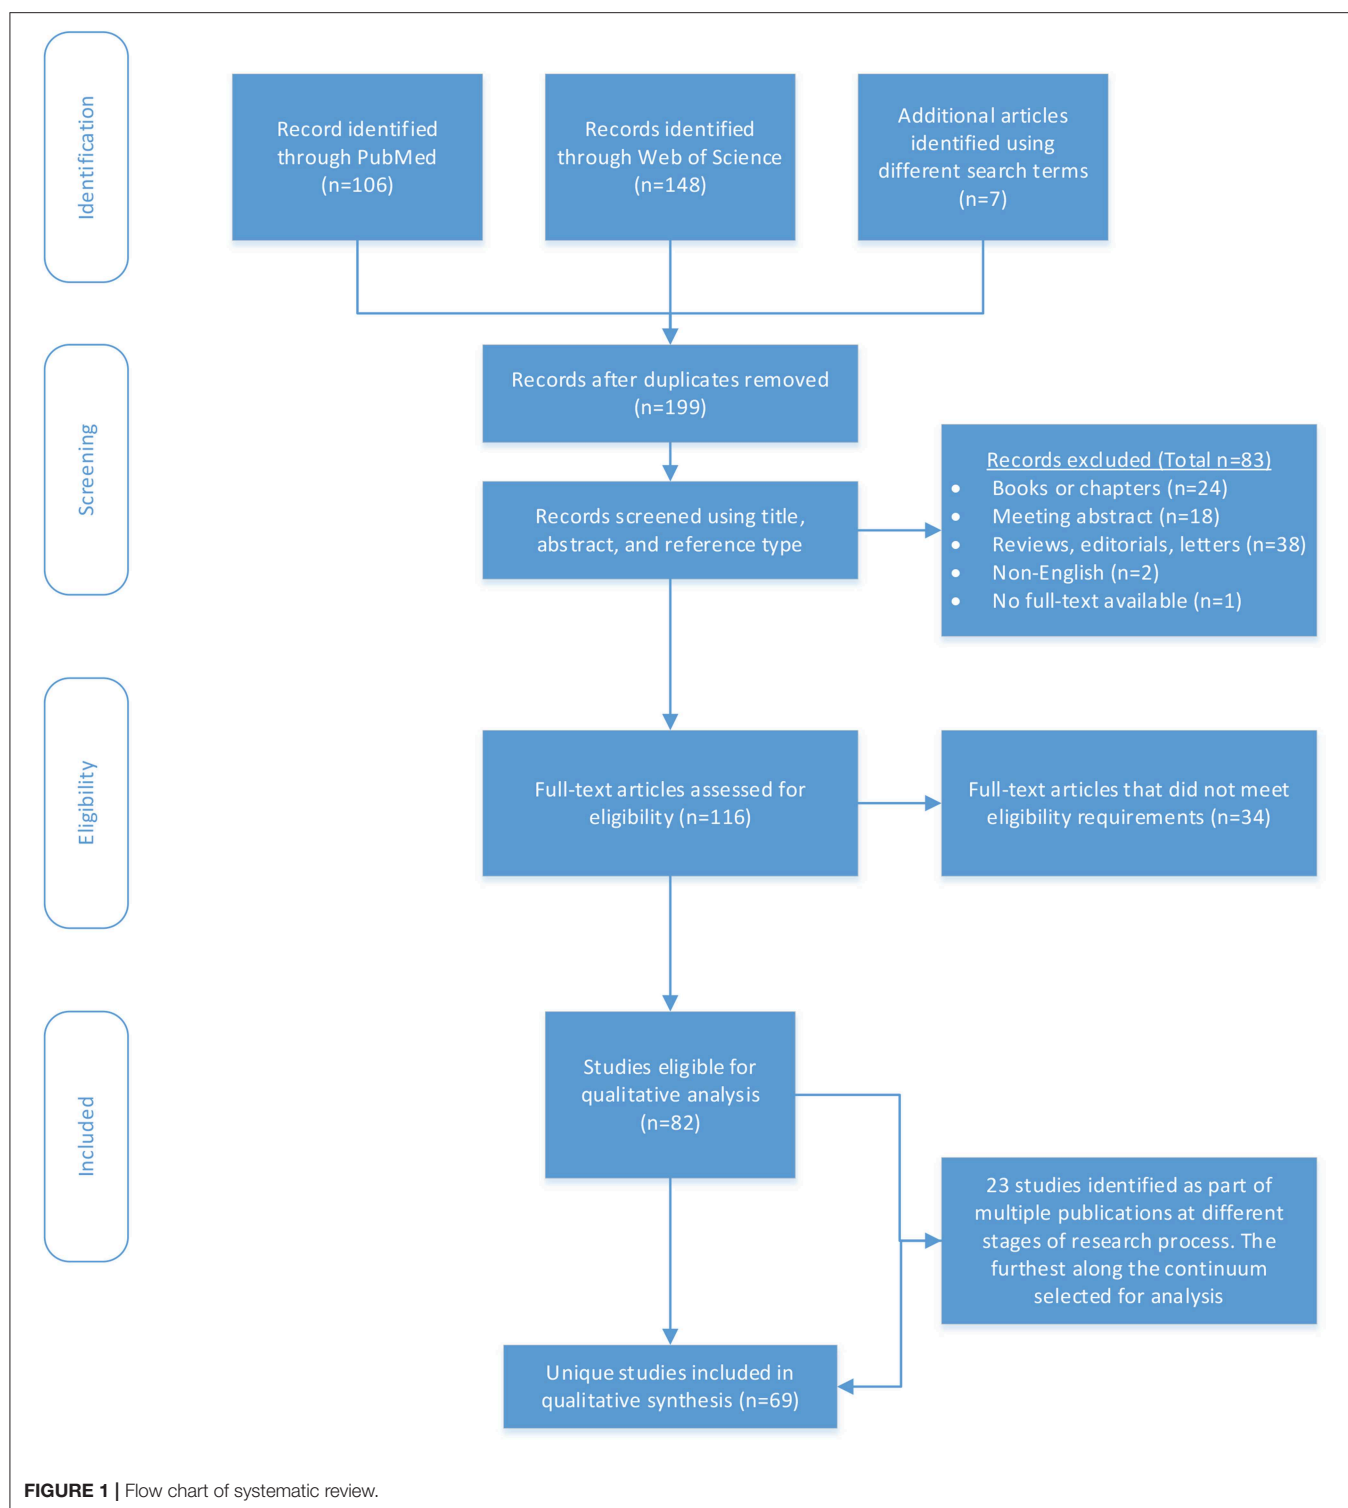 Identification
Record identified
through PubMed
(n=106)
Records identified
through Web of Science
(n=148)
Additional articles
identified using
different search terms
(n=7)
Screening
Records after duplicates removed
(n=199)
Records screened using title,
abstract, and reference type
Records excluded (Total n=83)
• Books or chapters (n=24)
• Meeting abstract (n=18)
• Reviews, editorials, letters (n=38)
• Non-English (n=2)
• No full-text available (n=1)
Eligibility
Full-text articles assessed for
eligibility (n=116)
Full-text articles that did not meet
eligibility requirements (n=34)
Included
Studies eligible for
qualitative analysis
(n=82)
23 studies identified as part of
multiple publications at different
stages of research process. The
furthest along the continuum
selected for analysis
Unique studies included in
qualitative synthesis (n=69)
FIGURE 1 | Flow chart of systematic review.